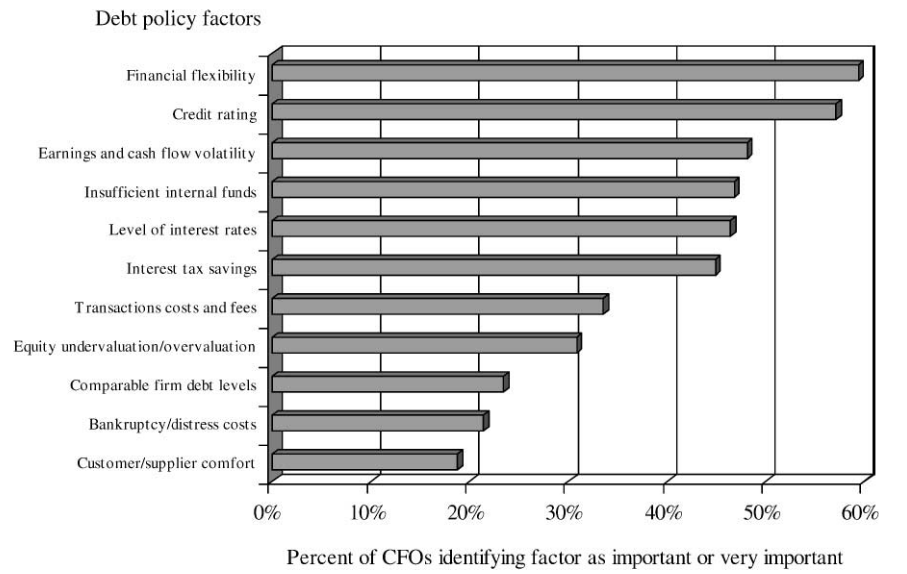 Debt policy factors
Financial flexibility
Credit rating
Earnings and cash flow volatility
Insufficient internal funds
Level of interest rates
Interest tax savings
Transactions costs and fees
Equity undervaluation/overvaluation
Comparable firm debt levels
Bankruptcy/distress costs
Customer/supplier comfort
0% 10% 20% 30% 40% 50% 60%
Percent of CFOs identifying factor as important or very important